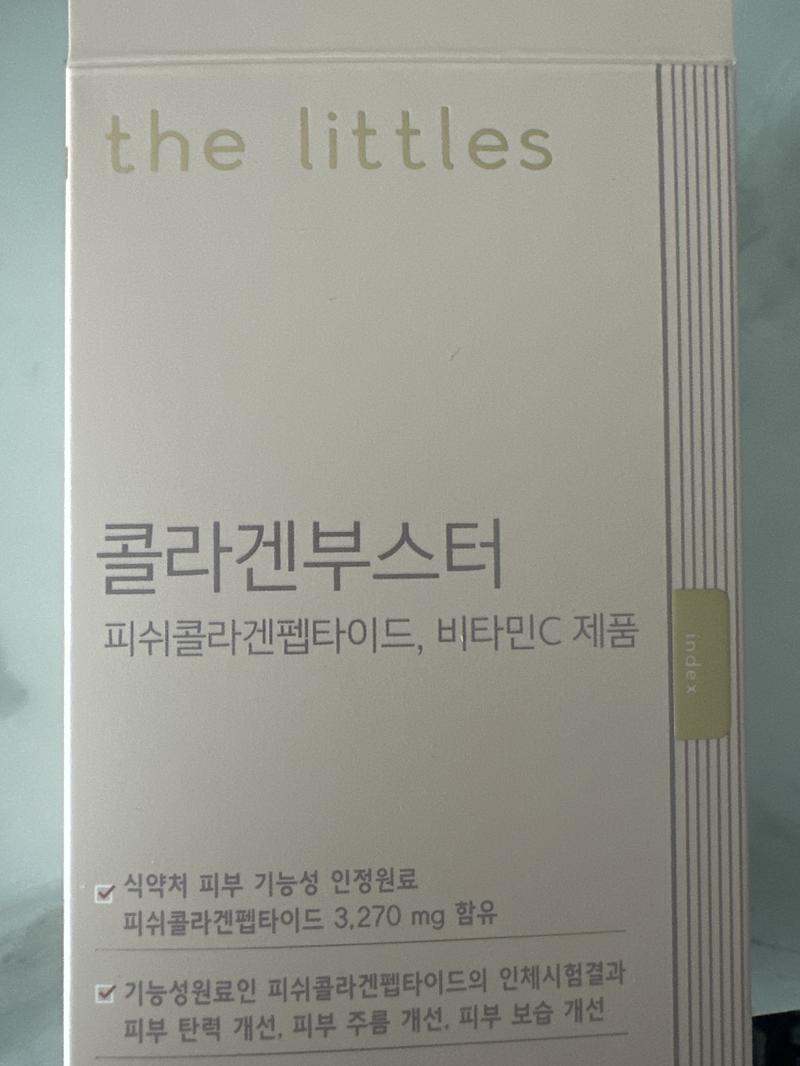 the littles
콜라겐부스터
피쉬콜라겐펩타이드, 비타민C 제품
index
식약처 피부 기능성 인정원료
피쉬콜라겐펩타이드 3,270 mg 함유
기능성원료인 피쉬콜라겐펩타이드의 인체시험결과
피부 탄력 개선, 피부 주름 개선, 피부 보습 개선